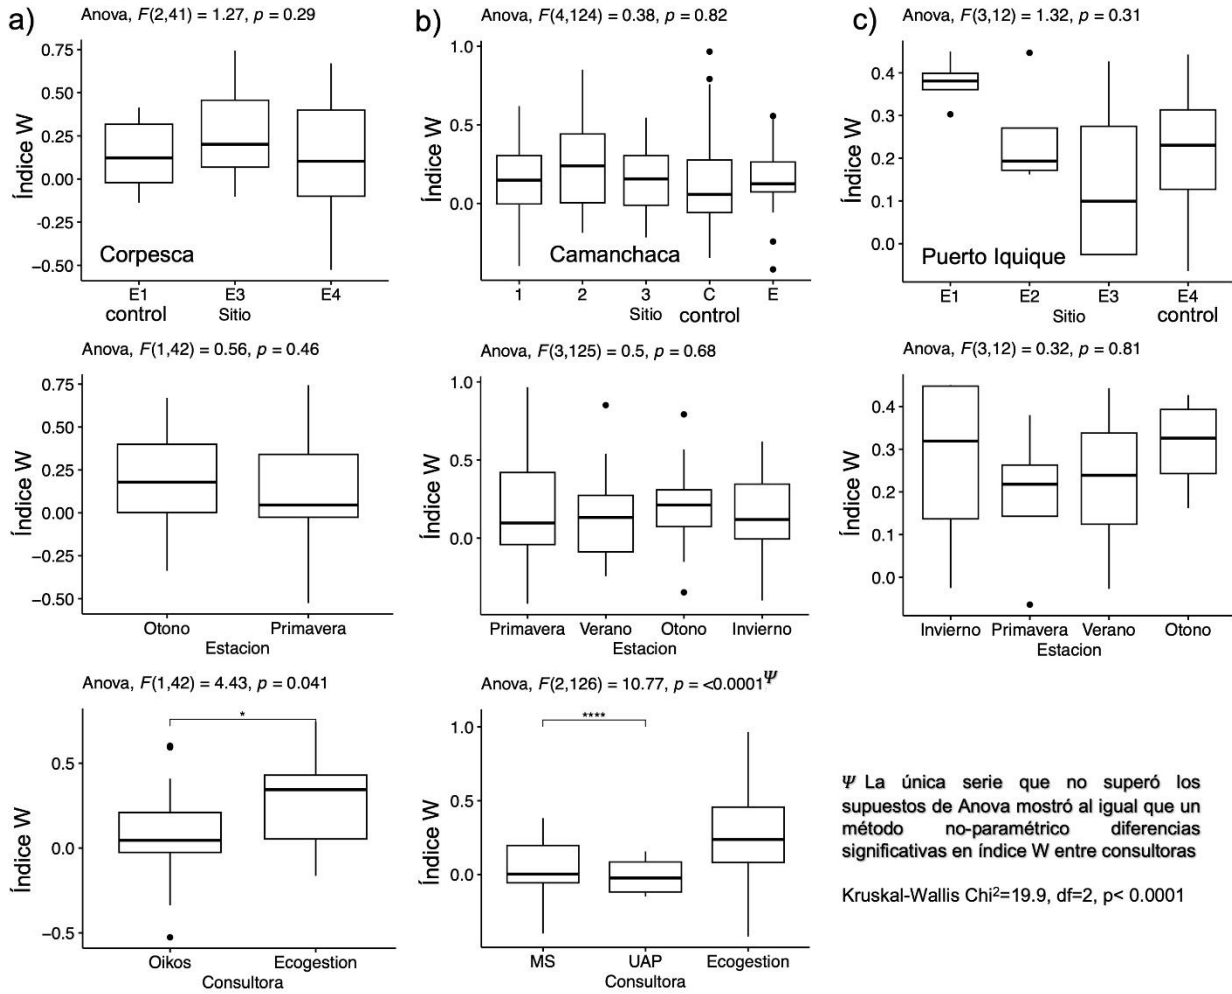 a)
Anova, F(2,41) = 1.27, p = 0.29
Índice W
0.75
0.50
0.25
0.00
−0.25
−0.50
Corpesca
E1 E3 E4
control
Sitio
b)
Anova, F(4,124) = 0.38, p = 0.82
Índice W
1.0
0.5
0.0
Camanchaca
1 2 3 C E
Sitio control
c)
Anova, F(3,12) = 1.32, p = 0.31
Índice W
0.4
0.3
0.2
0.1
0.0
Puerto Iquique
E1 E2 E3 E4
Sitio control
Anova, F(1,42) = 0.56, p = 0.46
Índice W
0.75
0.50
0.25
0.00
−0.25
−0.50
Otono Primavera
Estacion
Anova, F(3,125) = 0.5, p = 0.68
Índice W
1.0
0.5
0.0
Primavera Verano Otono Invierno
Estacion
Anova, F(3,12) = 0.32, p = 0.81
Índice W
0.4
0.3
0.2
0.1
0.0
Invierno Primavera Verano Otono
Estacion
Anova, F(1,42) = 4.43, p = 0.041
*
Índice W
0.5
0.0
−0.5
Oikos Ecogestion
Consultora
Anova, F(2,126) = 10.77, p = <0.0001Ψ
****
Índice W
1.0
0.5
0.0
MS UAP Ecogestion
Consultora
Ψ La única serie que no superó los
supuestos de Anova mostró al igual que un
método no-paramétrico diferencias
significativas en índice W entre consultoras
Kruskal-Wallis Chi²=19.9, df=2, p< 0.0001